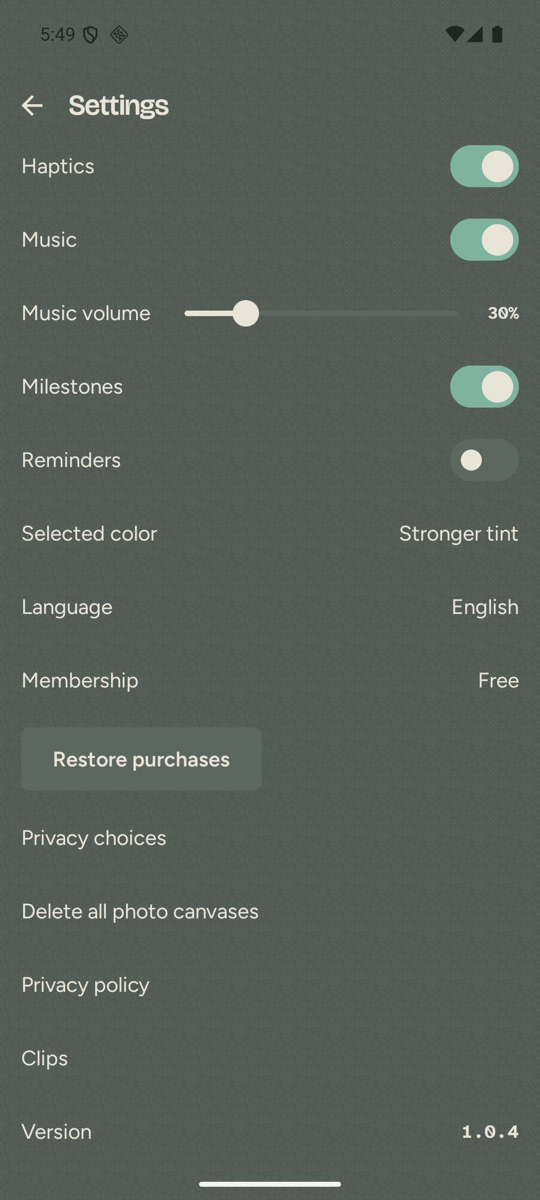 5:49
Settings
Haptics
Music
Music volume 30%
Milestones
Reminders
Selected color Stronger tint
Language English
Membership Free
Restore purchases
Privacy choices
Delete all photo canvases
Privacy policy
Clips
Version 1.0.4